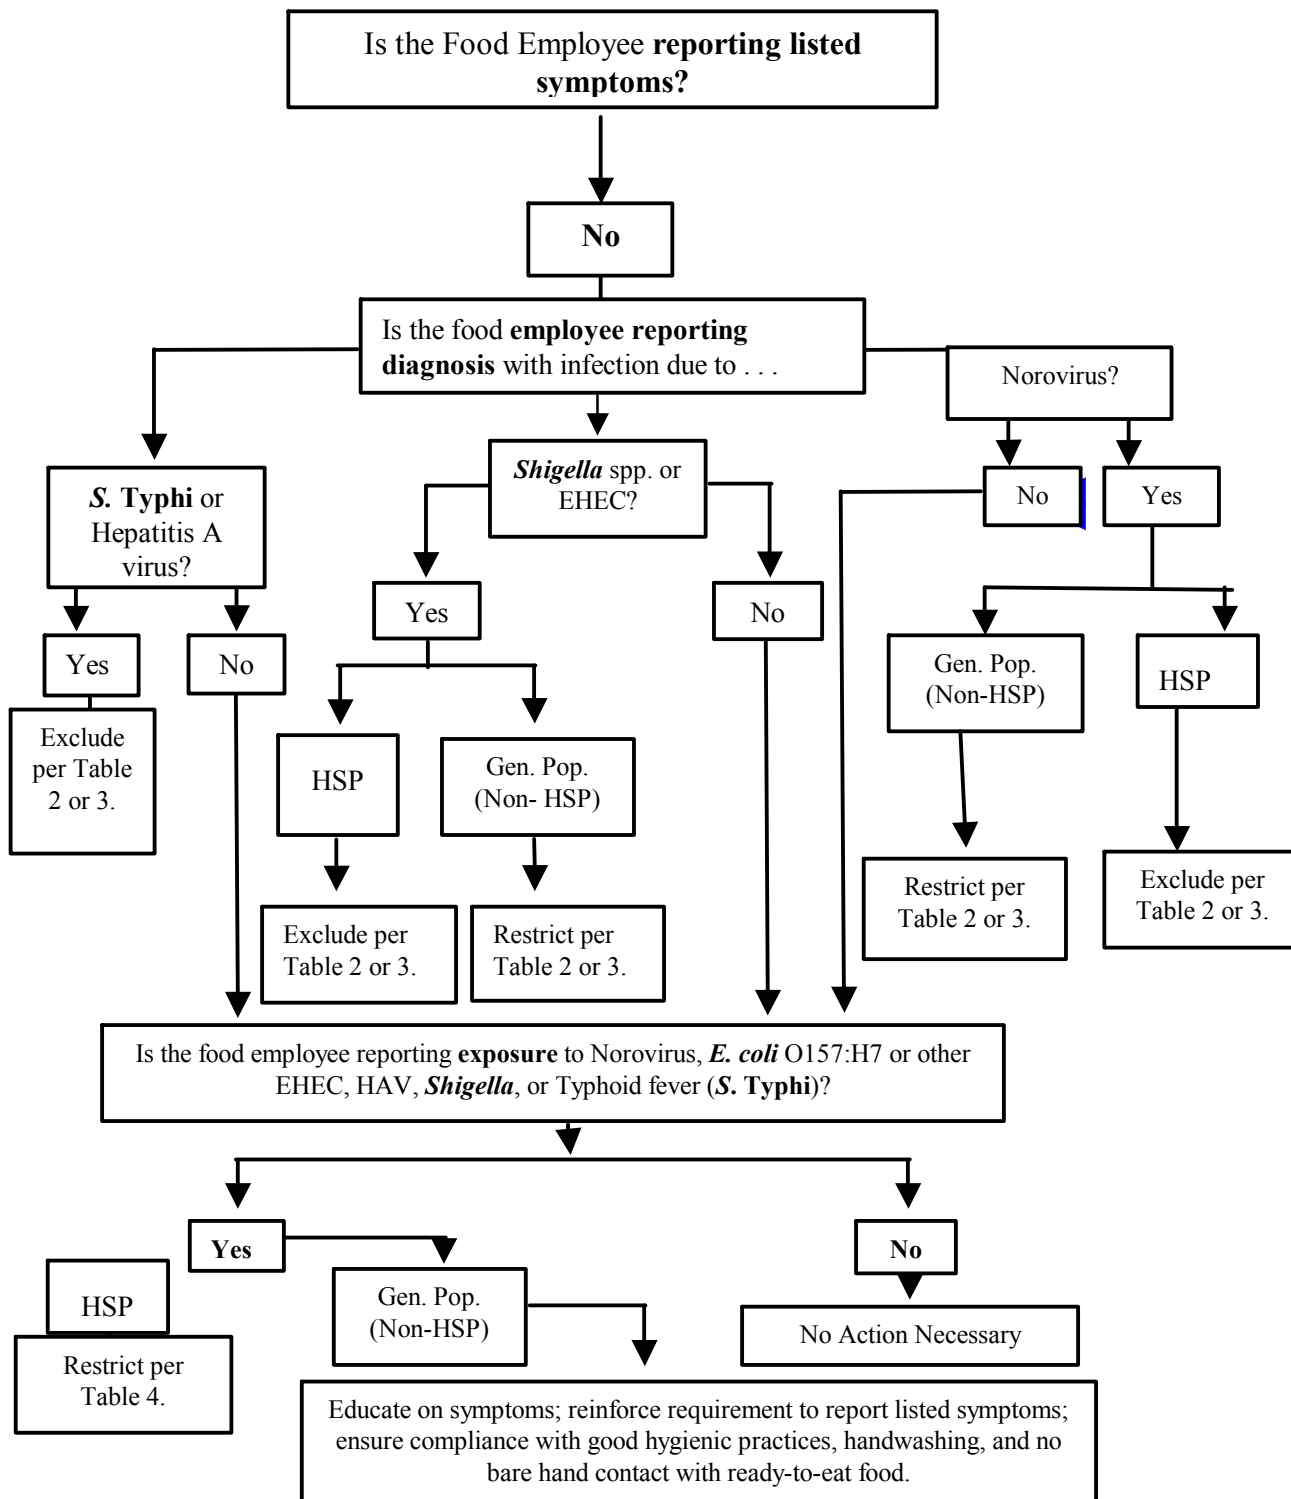 Is the Food Employee reporting listed
symptoms?
No
Is the food employee reporting
diagnosis with infection due to . . .
Norovirus?
S. Typhi or
Hepatitis A
virus?
Shigella spp. or
EHEC?
No
Yes
Yes
No
Yes
No
Gen. Pop.
(Non-HSP)
HSP
Exclude
per Table
2 or 3.
HSP
Gen. Pop.
(Non- HSP)
Restrict per
Table 2 or 3.
Exclude per
Table 2 or 3.
Exclude per
Table 2 or 3.
Restrict per
Table 2 or 3.
Is the food employee reporting exposure to Norovirus, E. coli O157:H7 or other
EHEC, HAV, Shigella, or Typhoid fever (S. Typhi)?
Yes
No
HSP
Gen. Pop.
(Non-HSP)
No Action Necessary
Restrict per
Table 4.
Educate on symptoms; reinforce requirement to report listed symptoms;
ensure compliance with good hygienic practices, handwashing, and no
bare hand contact with ready-to-eat food.